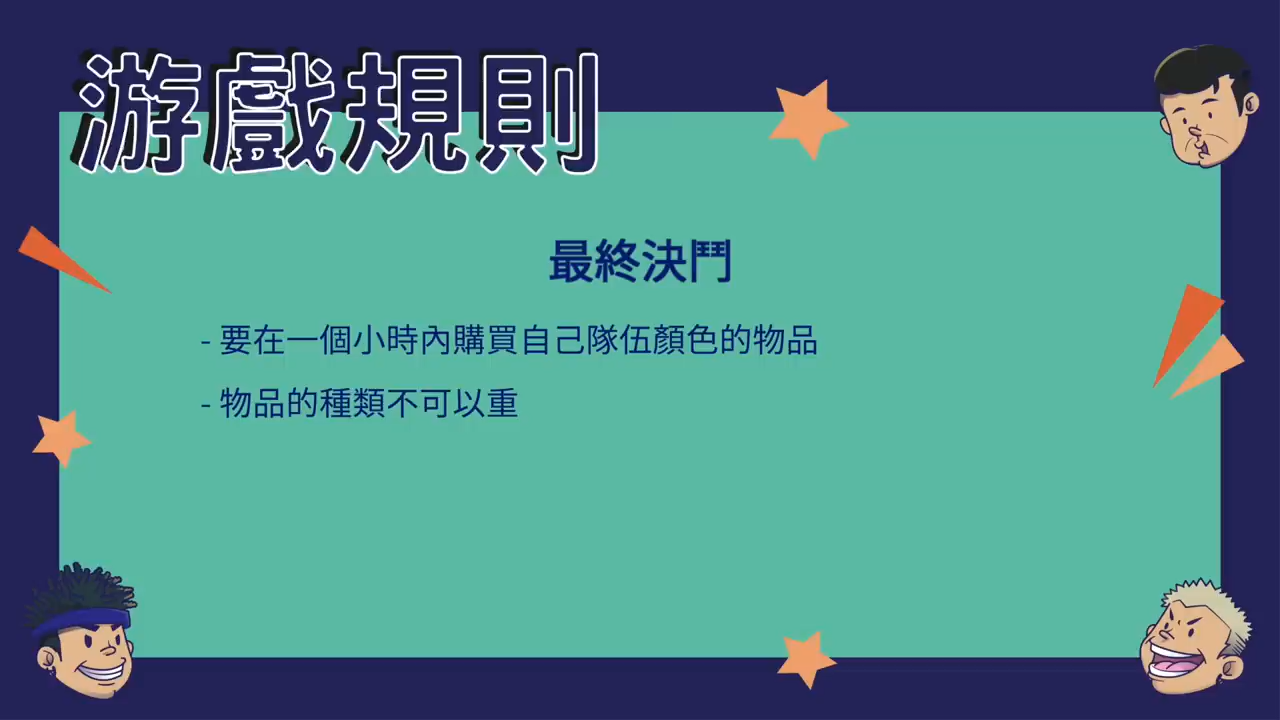 游戲規則
最終決鬥
- 要在一個小時內購買自己隊伍顏色的物品
- 物品的種類不可以重